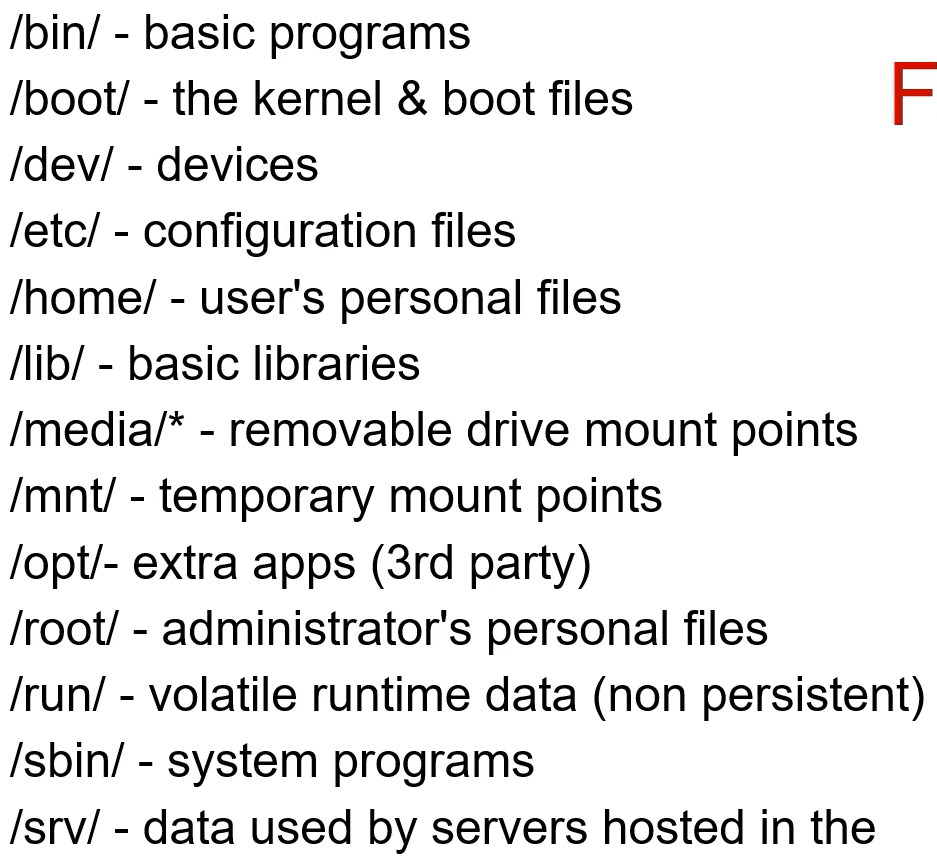 /bin/ - basic programs
F
/boot/ - the kernel & boot files
/dev/ - devices
/etc/ - configuration files
/home/ - user's personal files
/lib/ - basic libraries
/media/* - removable drive mount points
/mnt/ - temporary mount points
/opt/- extra apps (3rd party)
/root/ - administrator's personal files
/run/ - volatile runtime data (non persistent)
/sbin/ - system programs
/srv/ - data used by servers hosted in the